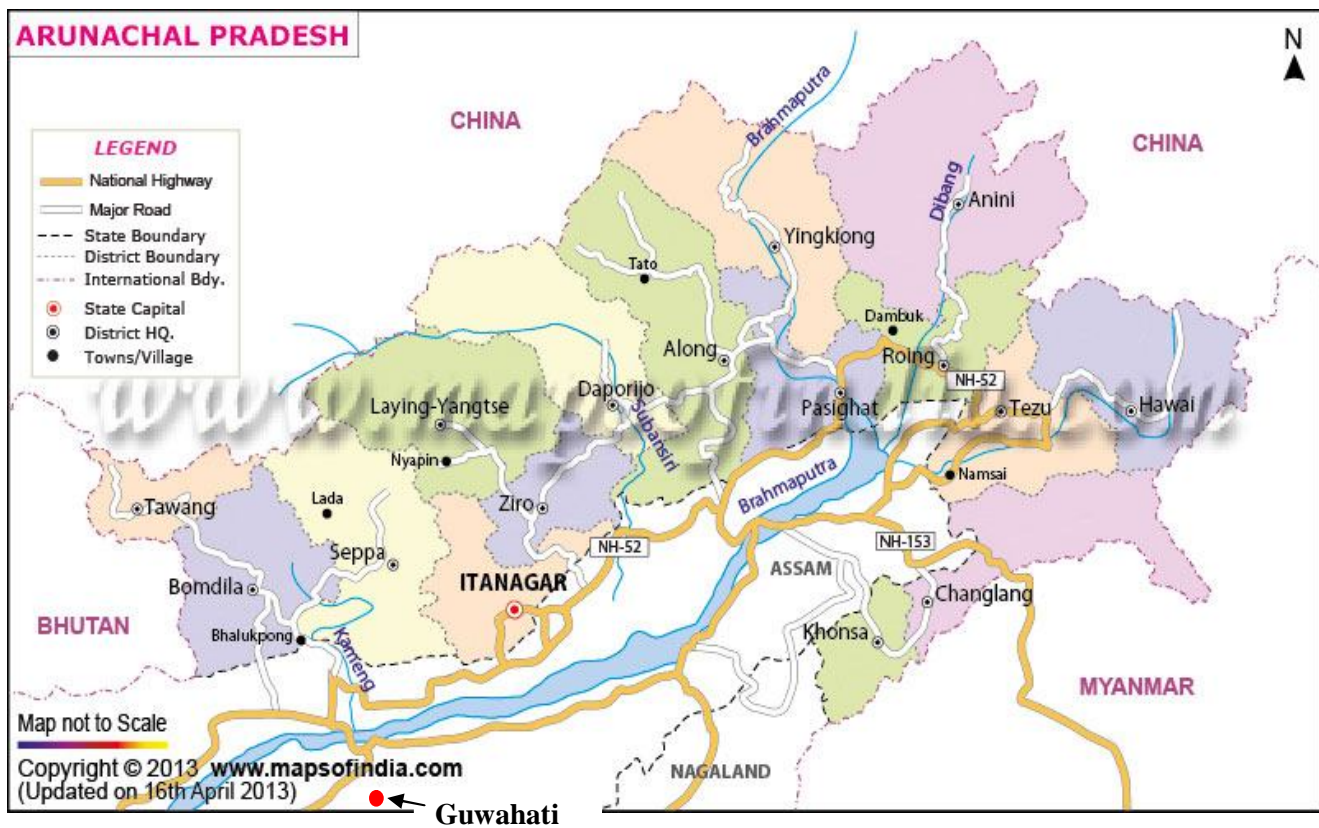 ARUNACHAL PRADESH
N
CHINA
CHINA
LEGEND
National Highway
Major Road
State Boundary
District Boundary
International Bdy.
State Capital
District HQ.
Towns/Village
Brahmaputra
Dibang
Anini
Yingkiong
Tato
Dambuk
Along
Roing
NH-52
Daporijo
Laying-Yangtse
Subansiri
Pasighat
Tezu
Hawai
www.mapsofindia.com
Nyapin
Brahmaputra
Namsai
Tawang
Lada
Ziro
NH-52
NH-153
Seppa
ASSAM
ITANAGAR
Bomdila
Changlang
BHUTAN
Bhalukpong
Khonsa
Kameng
MYANMAR
Map not to Scale
NAGALAND
Copyright © 2013 www.mapsofindia.com
(Updated on 16th April 2013)
Guwahati